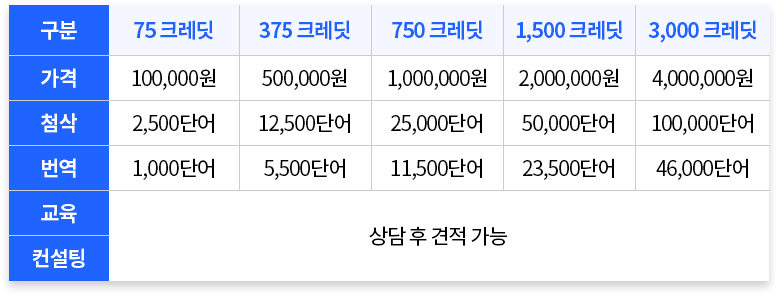 구분 75 크레딧 375 크레딧 750 크레딧 1,500 크레딧 3,000 크레딧
가격 100,000원 500,000원 1,000,000원 2,000,000원 4,000,000원
첨삭 2,500단어 12,500단어 25,000단어 50,000단어 100,000단어
번역 1,000단어 5,500단어 11,500단어 23,500단어 46,000단어
교육
상담 후 견적 가능
컨설팅